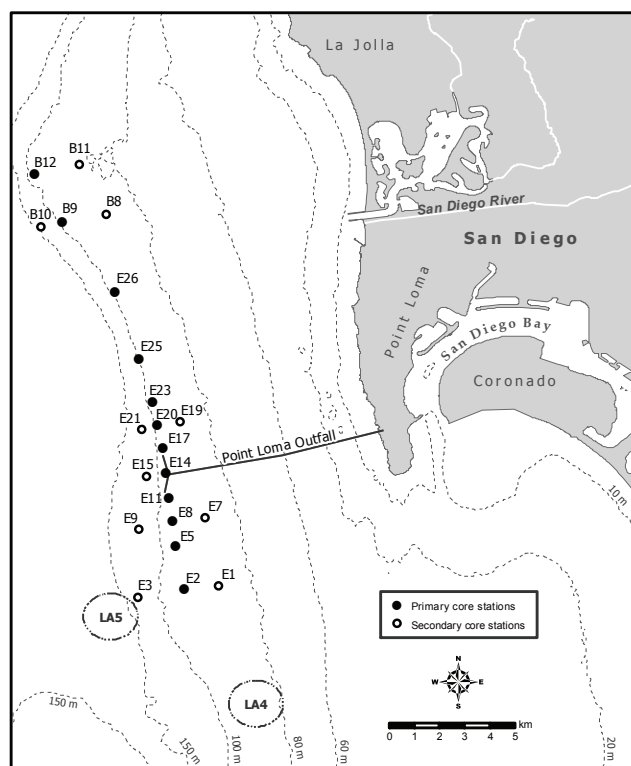 La Jolla
B11
B12
B8
B10
B9
San Diego River
San Diego
E26
Point Loma
San Diego Bay
E25
Coronado
E23
E19
E20
E21
E17
Point Loma Outfall
E14
E15
E11
E7
E8
E9
10 m
E5
E1
E2
E3
LA5
Primary core stations
Secondary core stations
N
W E
S
LA4
150 m
km
0 1 2 3 4 5
150 m
100 m
80 m
60 m
20 m